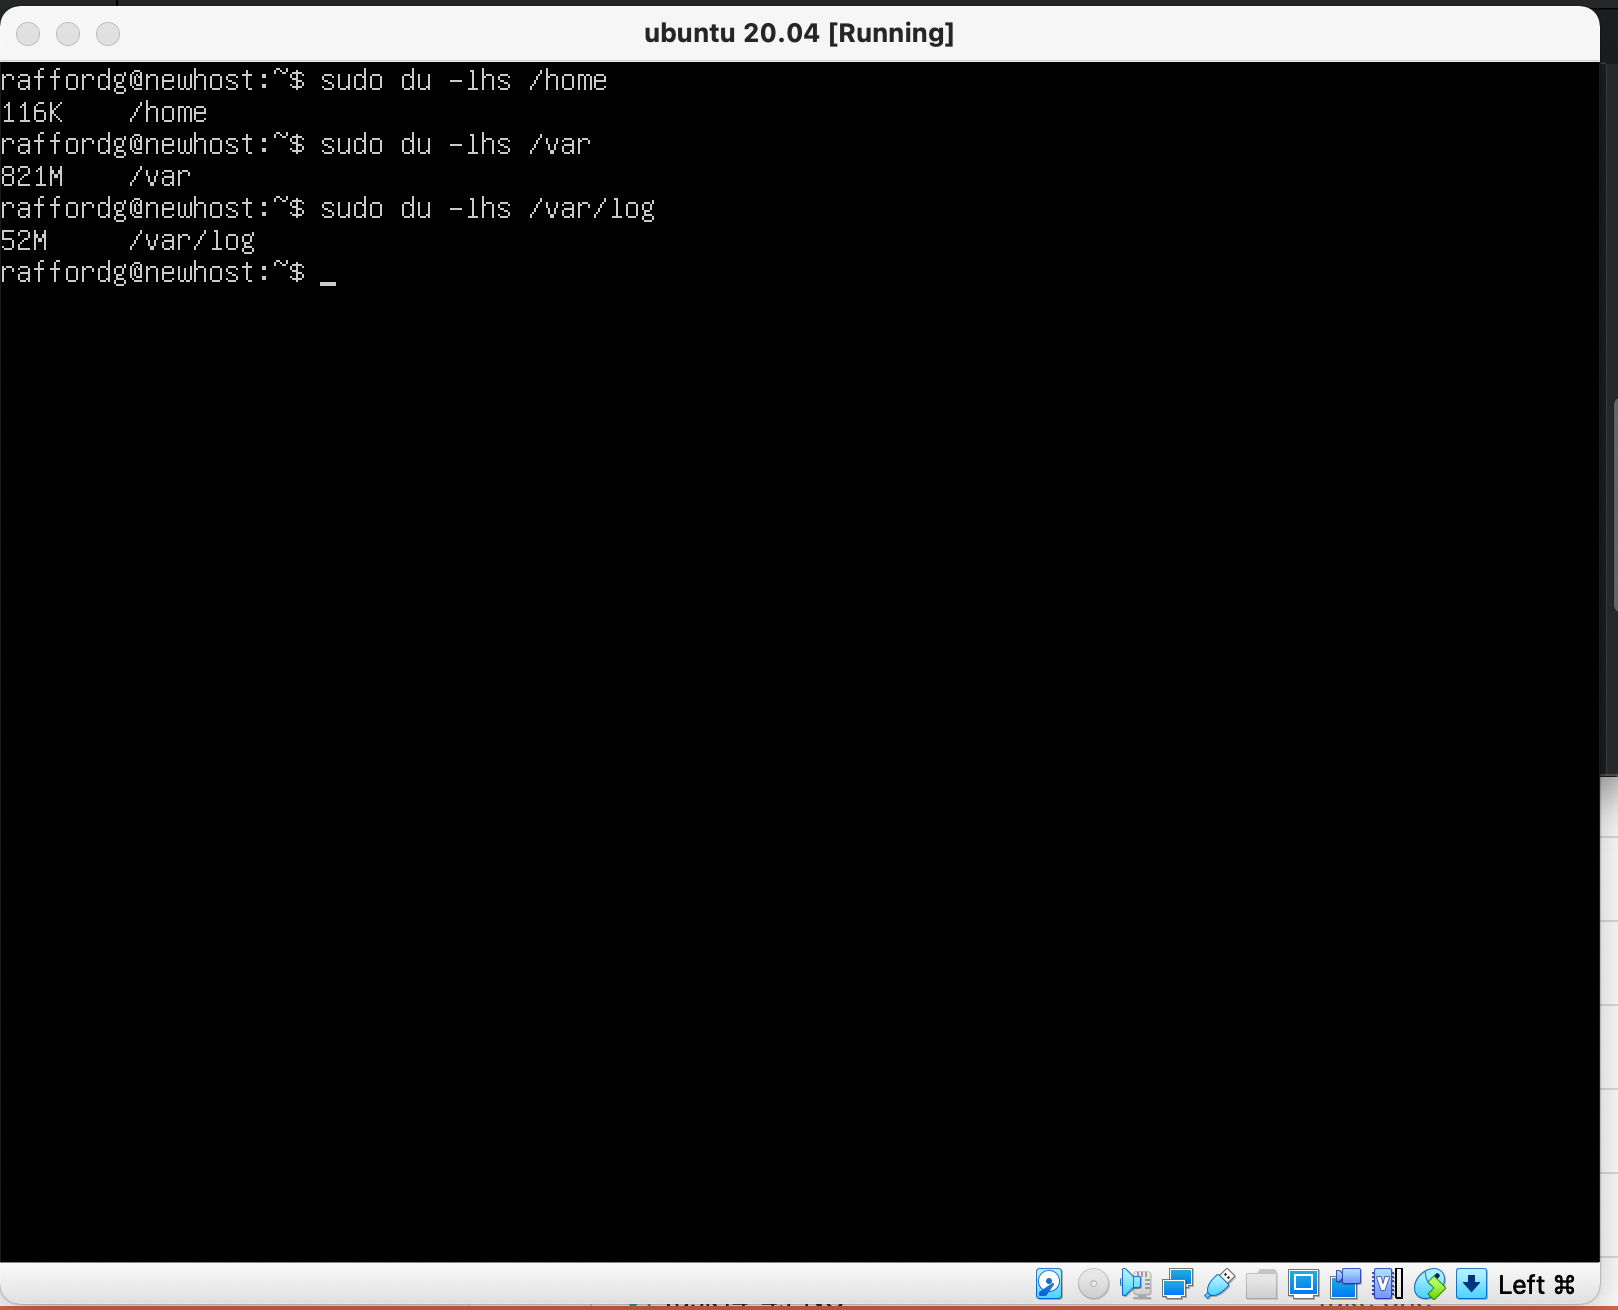 ubuntu 20.04 [Running]
raffordg@newhost:~$ sudo du -lhs /home
116K    /home
raffordg@newhost:~$ sudo du -lhs /var
821M    /var
raffordg@newhost:~$ sudo du -lhs /var/log
52M     /var/log
raffordg@newhost:~$ _
Left ⌘